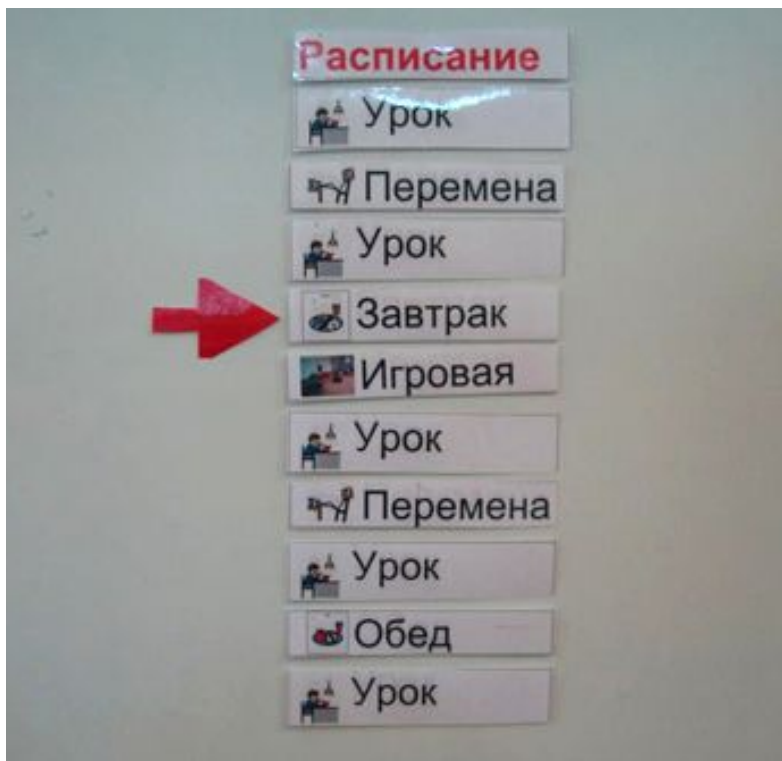 Расписание
Урок
Перемена
Урок
Завтрак
Игровая
Урок
Перемена
Урок
Обед
Урок